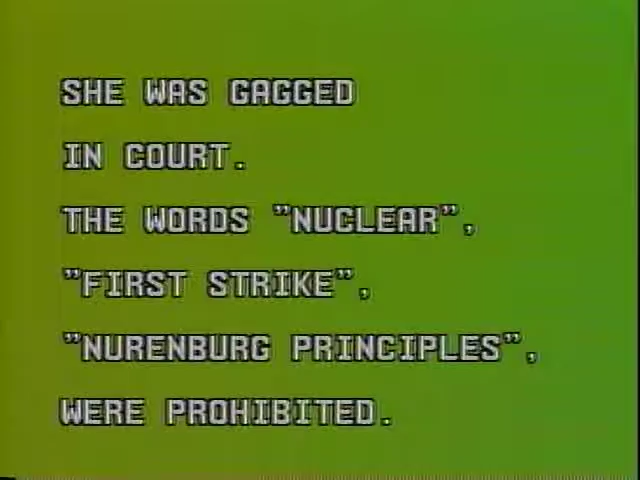 SHE WAS GAGGED
IN COURT.
THE WORDS "NUCLEAR",
"FIRST STRIKE",
"NURENBURG PRINCIPLES",
WERE PROHIBITED.